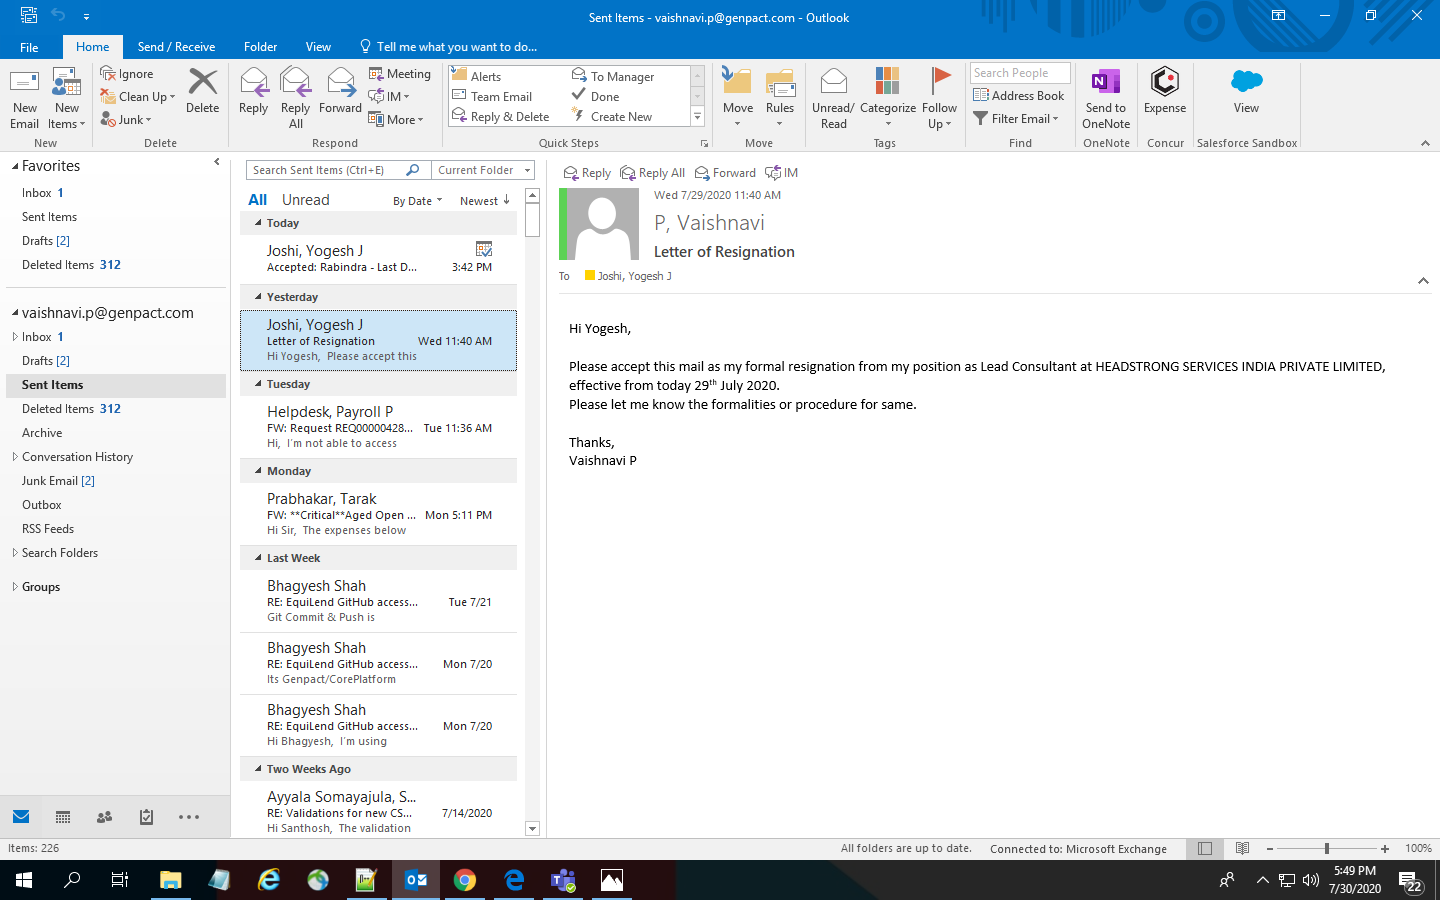 Sent Items - vaishnavi.p@genpact.com - Outlook
File
Home
Send / Receive
Folder
View
Tell me what you want to do...
New Email
New Items
New
Ignore
Clean Up
Junk
Delete
Delete
Reply
Reply All
Forward
Meeting
IM
More
Respond
Alerts
Team Email
Reply & Delete
To Manager
Done
Create New
Quick Steps
Move
Rules
Move
Unread/ Read
Categorize
Follow Up
Tags
Search People
Address Book
Filter Email
Find
Send to OneNote
OneNote
Expense
Concur
View
Salesforce Sandbox
Favorites
Inbox 1
Sent Items
Drafts [2]
Deleted Items 312
vaishnavi.p@genpact.com
Inbox 1
Drafts [2]
Sent Items
Deleted Items 312
Archive
Conversation History
Junk Email [2]
Outbox
RSS Feeds
Search Folders
Groups
Search Sent Items (Ctrl+E)
Current Folder
All Unread
By Date Newest
Today
Joshi, Yogesh J
Accepted: Rabindra - Last D... 3:42 PM
Yesterday
Joshi, Yogesh J
Letter of Resignation Wed 11:40 AM
Hi Yogesh, Please accept this
Tuesday
Helpdesk, Payroll P
FW: Request REQ00000428... Tue 11:36 AM
Hi, I'm not able to access
Monday
Prabhakar, Tarak
FW: **Critical**Aged Open ... Mon 5:11 PM
Hi Sir, The expenses below
Last Week
Bhagyesh Shah
RE: EquiLend GitHub access... Tue 7/21
Git Commit & Push is
Bhagyesh Shah
RE: EquiLend GitHub access... Mon 7/20
Its Genpact/CorePlatform
Bhagyesh Shah
RE: EquiLend GitHub access... Mon 7/20
Hi Bhagyesh, I'm using
Two Weeks Ago
Ayyala Somayajula, S...
RE: Validations for new CS... 7/14/2020
Hi Santhosh, The validation
Reply Reply All Forward IM
Wed 7/29/2020 11:40 AM
P, Vaishnavi
Letter of Resignation
To Joshi, Yogesh J
Hi Yogesh,
Please accept this mail as my formal resignation from my position as Lead Consultant at HEADSTRONG SERVICES INDIA PRIVATE LIMITED,
effective from today 29th July 2020.
Please let me know the formalities or procedure for same.
Thanks,
Vaishnavi P
Items: 226
All folders are up to date.
Connected to: Microsoft Exchange
100%
5:49 PM
7/30/2020
22